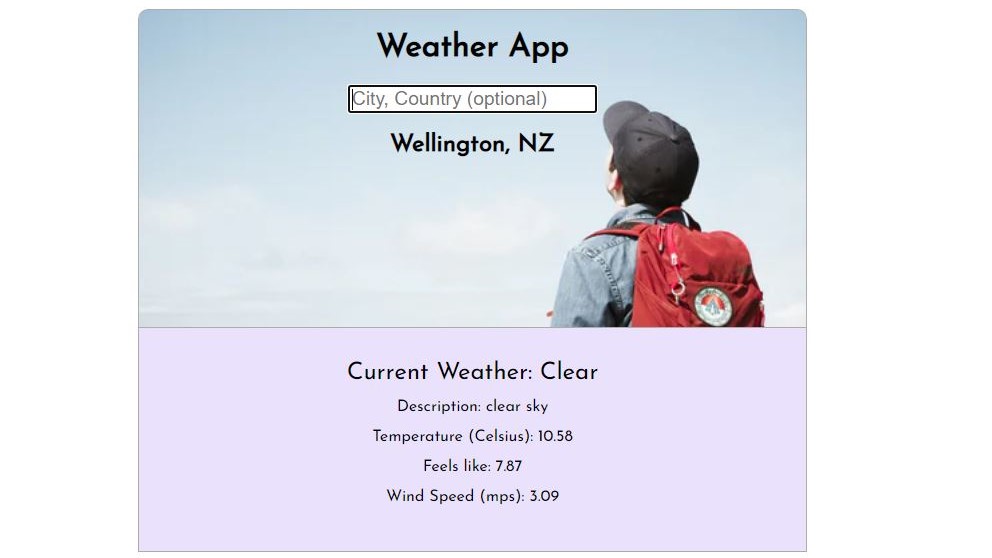 Weather App
City, Country (optional)
Wellington, NZ
Current Weather: Clear
Description: clear sky
Temperature (Celsius): 10.58
Feels like: 7.87
Wind Speed (mps): 3.09